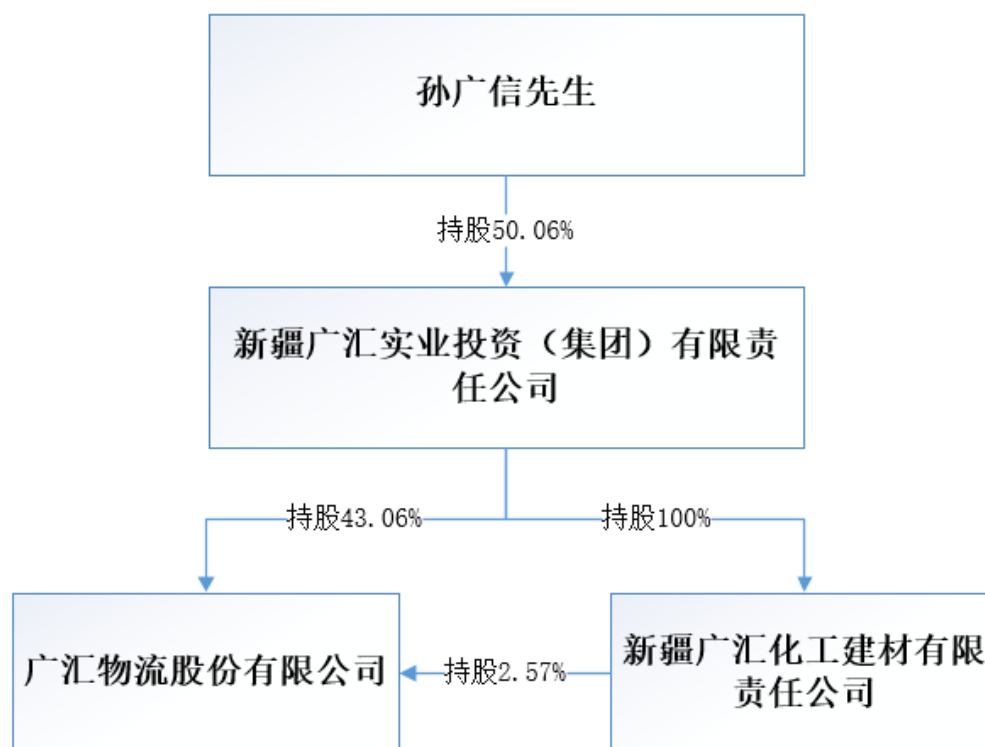 孙广信先生
持股50.06%
新疆广汇实业投资（集团）有限责
任公司
持股43.06%
持股100%
广汇物流股份有限公司
持股2.57%
新疆广汇化工建材有限
责任公司